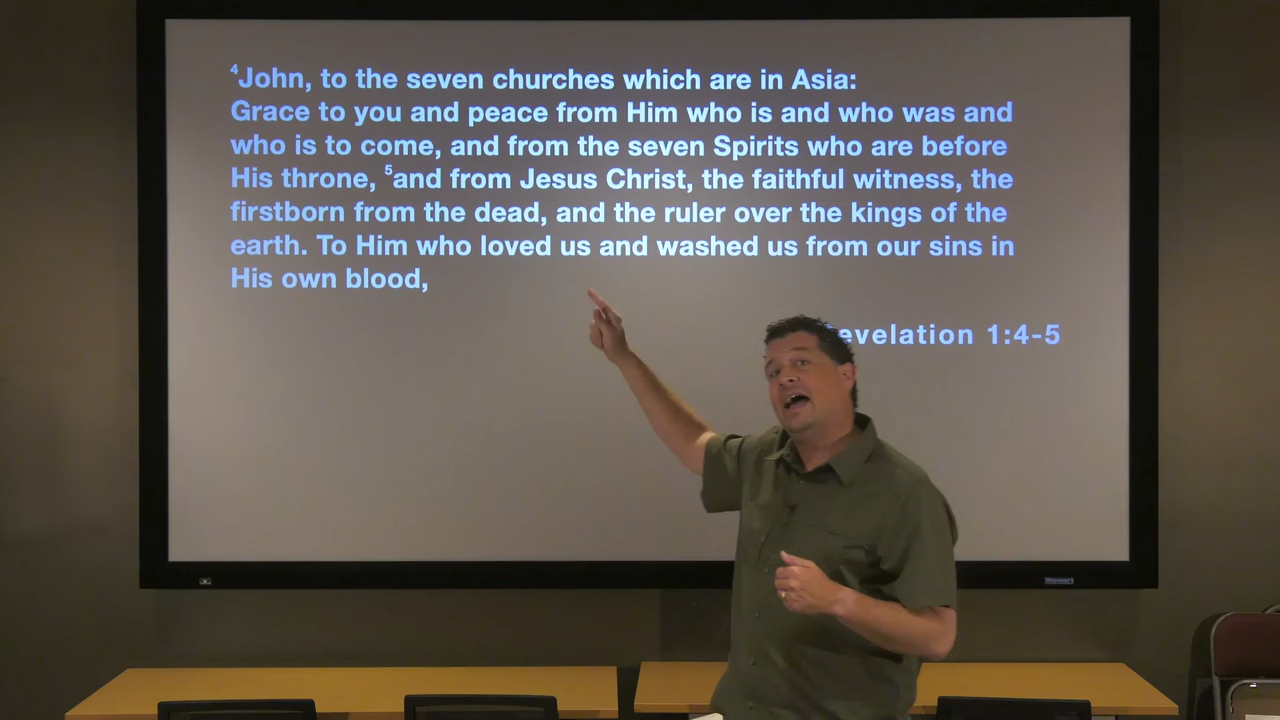 ⁴John, to the seven churches which are in Asia:
Grace to you and peace from Him who is and who was and
who is to come, and from the seven Spirits who are before
His throne, ⁵and from Jesus Christ, the faithful witness, the
firstborn from the dead, and the ruler over the kings of the
earth. To Him who loved us and washed us from our sins in
His own blood,
evelation 1:4-5
Stewart